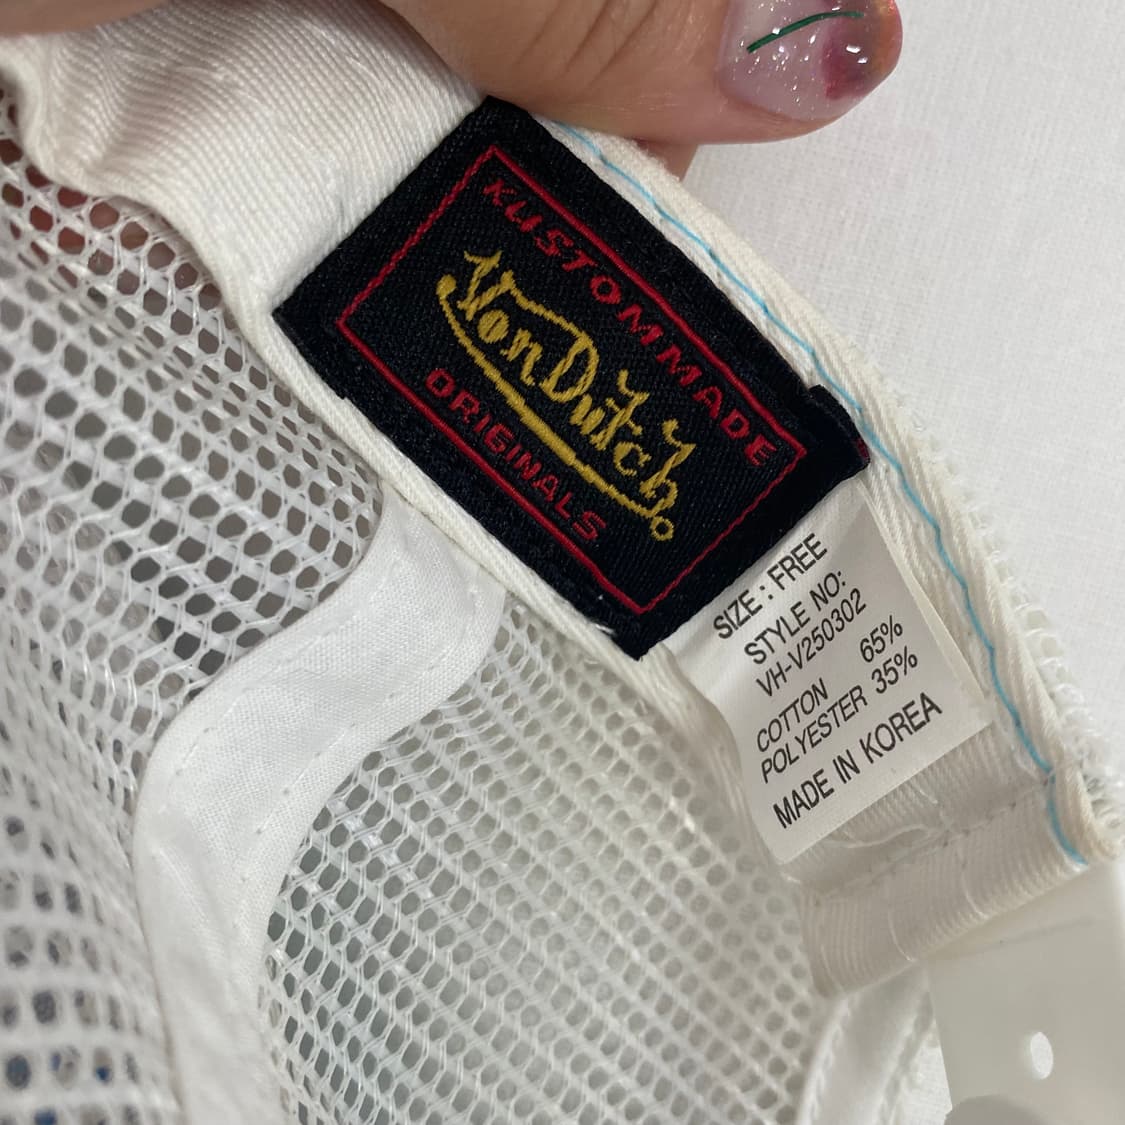 KUSTOMMADE
Von Dutch
ORIGINALS
SIZE : FREE
STYLE NO:
VH-V250302
COTTON 65%
POLYESTER 35%
MADE IN KOREA